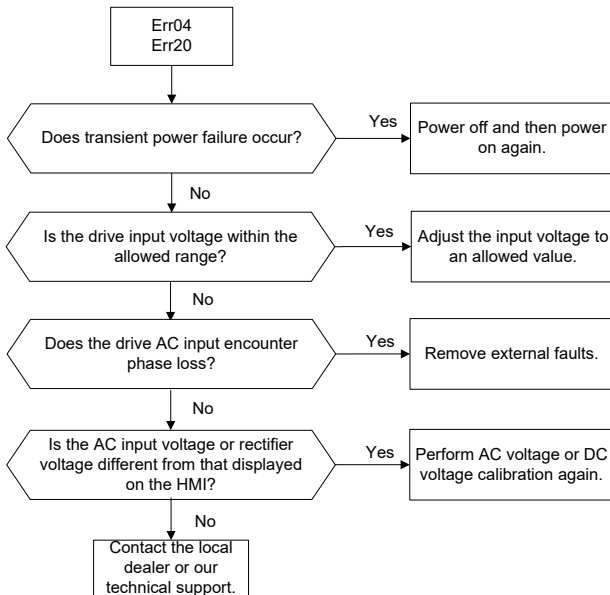 Err04
Err20
Does transient power failure occur?
Yes
Power off and then power
on again.
No
Is the drive input voltage within the
allowed range?
Yes
Adjust the input voltage to
an allowed value.
No
Does the drive AC input encounter
phase loss?
Yes
Remove external faults.
No
Is the AC input voltage or rectifier
voltage different from that displayed
on the HMI?
Yes
Perform AC voltage or DC
voltage calibration again.
No
Contact the local
dealer or our
technical support.